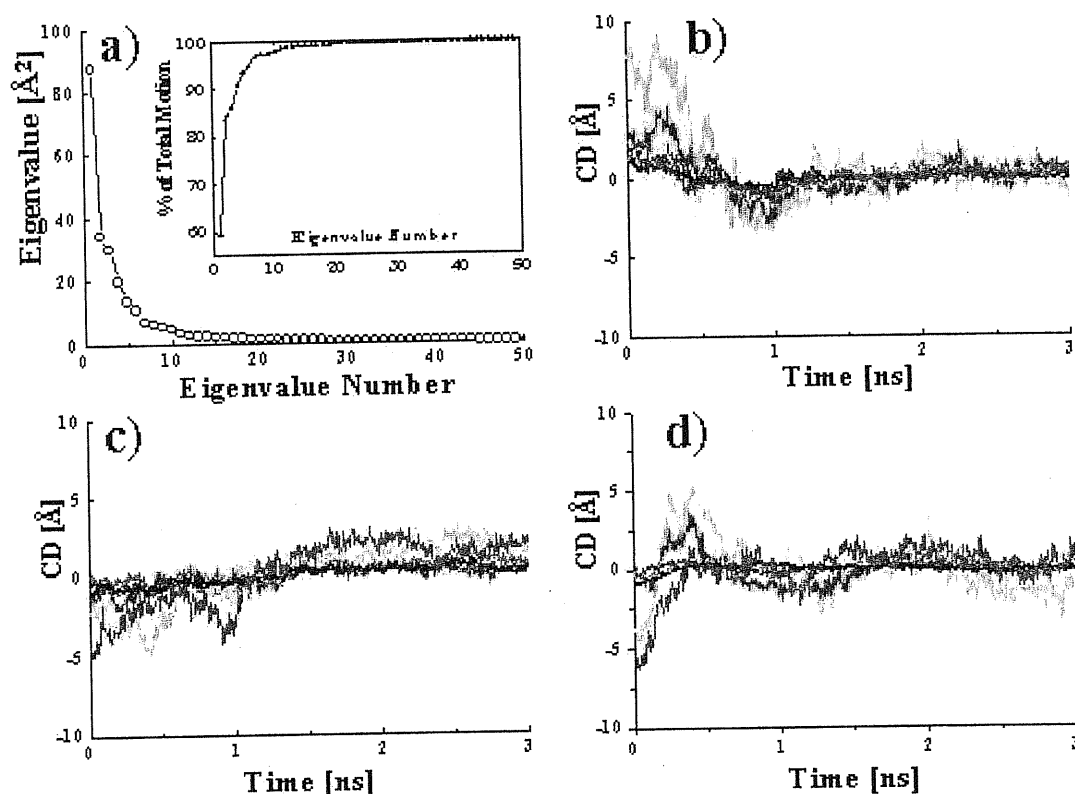 a)
Eigenvalue [Å²]
100
80
60
40
20
0
0 10 20 30 40 50
Eigenvalue Number
% of Total Motion
100
90
80
70
60
Eigenvalue Number
0 10 20 30 40 50
b)
CD [Å]
10
5
0
-5
-10
0 1 2 3
Time [ns]
c)
CD [Å]
10
5
0
-5
-10
0 1 2 3
Time [ns]
d)
CD [Å]
10
5
0
-5
-10
0 1 2 3
Time [ns]